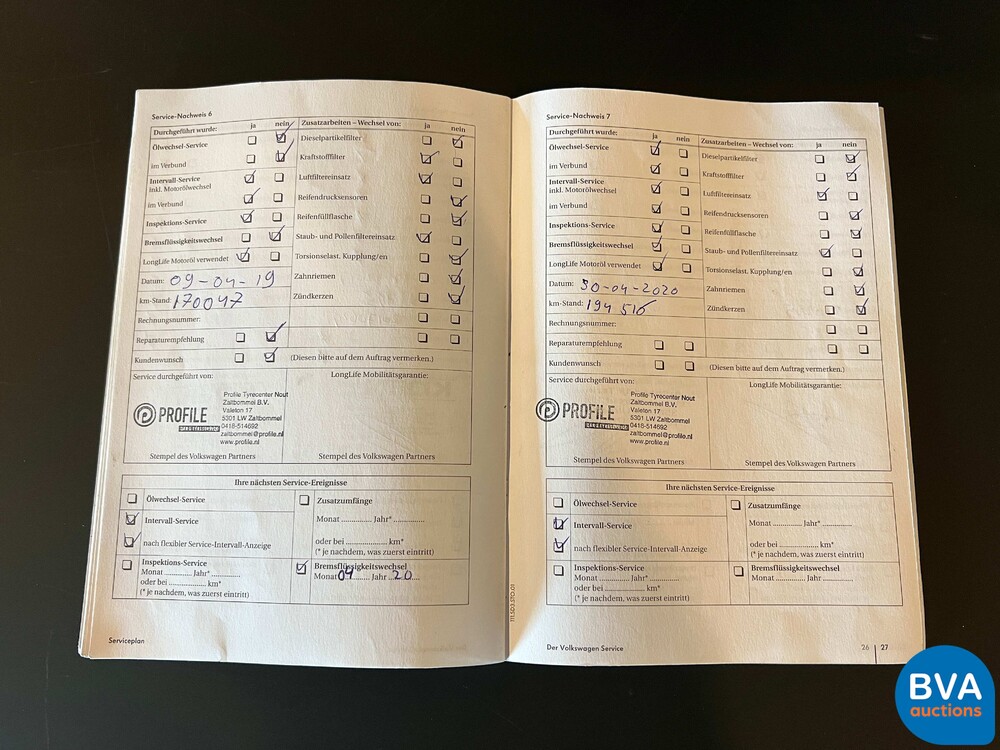 Service-Nachweis 6
Durchgeführt wurde: ja nein
Ölwechsel-Service
im Verbund
Intervall-Service
inkl. Motorölwechsel
im Verbund
Inspektions-Service
Bremsflüssigkeitswechsel
LongLife Motoröl verwendet
Datum: 09-04-19
km-Stand: 170047
Rechnungsnummer:
Reparaturempfehlung
Kundenwunsch
Zusatzarbeiten – Wechsel von: ja nein
Dieselpartikelfilter
Kraftstofffilter
Luftfiltereinsatz
Reifendrucksensoren
Reifenfüllflasche
Staub- und Pollenfiltereinsatz
Torsionselast. Kupplung/en
Zahnriemen
Zündkerzen
(Diesen bitte auf dem Auftrag vermerken.)
Service durchgeführt von:
PROFILE
Profile Tyrecenter Nout
Zaltbommel B.V.
Valeton 17
5301 LW Zaltbommel
0418-514692
zaltbommel@profile.nl
www.profile.nl
Stempel des Volkswagen Partners
LongLife Mobilitätsgarantie:
Stempel des Volkswagen Partners
Ihre nächsten Service-Ereignisse
Ölwechsel-Service
Intervall-Service
nach flexibler Service-Intervall-Anzeige
Inspektions-Service
Monat ............ Jahr* ............
oder bei ............ km*
(* je nachdem, was zuerst eintritt)
Zusatzumfänge
Monat ............ Jahr* ............
oder bei ............ km*
(* je nachdem, was zuerst eintritt)
Bremsflüssigkeitswechsel
Monat 04 Jahr 20
Serviceplan
Service-Nachweis 7
Durchgeführt wurde: ja nein
Ölwechsel-Service
im Verbund
Intervall-Service
inkl. Motorölwechsel
im Verbund
Inspektions-Service
Bremsflüssigkeitswechsel
LongLife Motoröl verwendet
Datum: 30-04-2020
km-Stand: 194 516
Rechnungsnummer:
Reparaturempfehlung
Kundenwunsch
Zusatzarbeiten – Wechsel von: ja nein
Dieselpartikelfilter
Kraftstofffilter
Luftfiltereinsatz
Reifendrucksensoren
Reifenfüllflasche
Staub- und Pollenfiltereinsatz
Torsionselast. Kupplung/en
Zahnriemen
Zündkerzen
(Diesen bitte auf dem Auftrag vermerken.)
Service durchgeführt von:
PROFILE
Profile Tyrecenter Nout
Zaltbommel B.V.
Valeton 17
5301 LW Zaltbommel
0418-514692
zaltbommel@profile.nl
www.profile.nl
Stempel des Volkswagen Partners
LongLife Mobilitätsgarantie:
Stempel des Volkswagen Partners
Ihre nächsten Service-Ereignisse
Ölwechsel-Service
Intervall-Service
nach flexibler Service-Intervall-Anzeige
Inspektions-Service
Monat ............ Jahr* ............
oder bei ............ km*
(* je nachdem, was zuerst eintritt)
Zusatzumfänge
Monat ............ Jahr* ............
oder bei ............ km*
(* je nachdem, was zuerst eintritt)
Bremsflüssigkeitswechsel
Monat ............ Jahr ............
Der Volkswagen Service
26 | 27
BVA
auctions